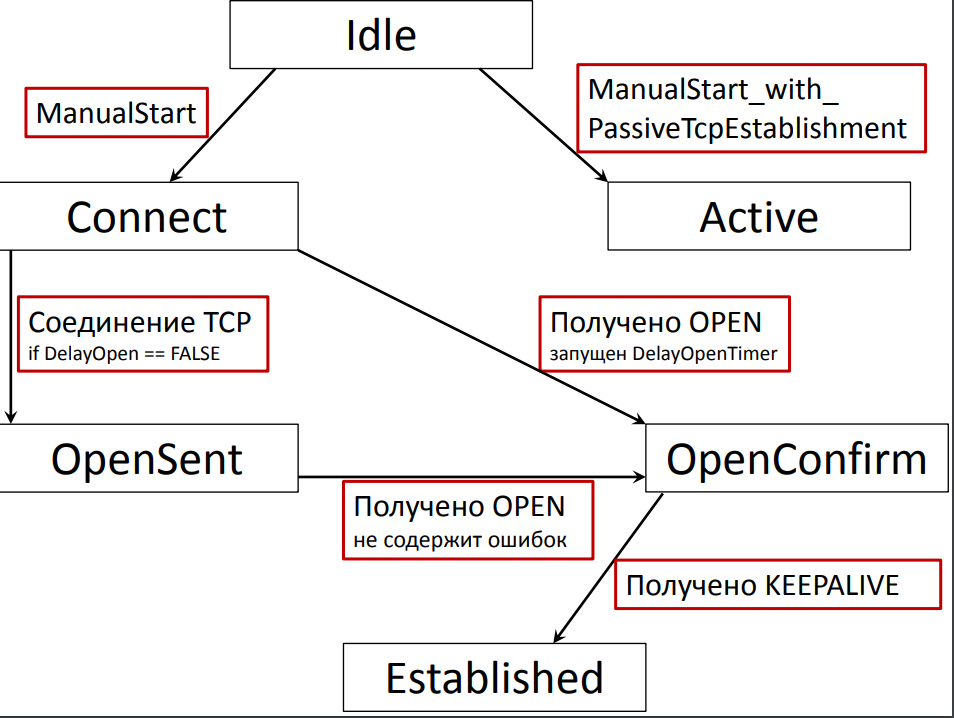 Idle
ManualStart
ManualStart_with_
PassiveTcpEstablishment
Connect
Active
Соединение TCP
if DelayOpen == FALSE
Получено OPEN
запущен DelayOpenTimer
OpenSent
OpenConfirm
Получено OPEN
не содержит ошибок
Получено KEEPALIVE
Established